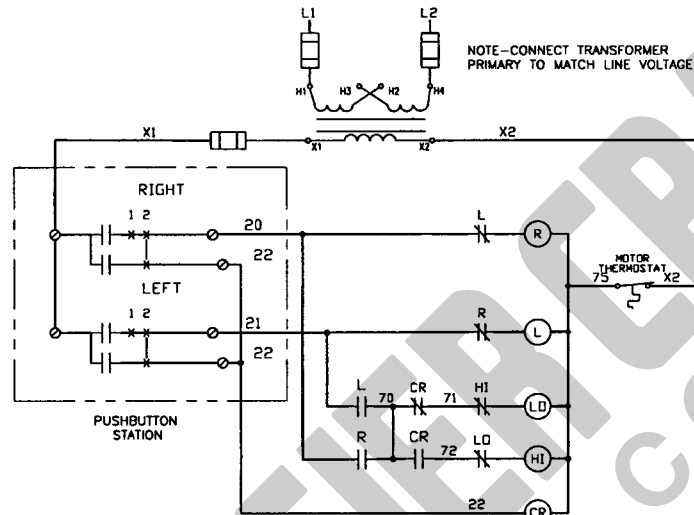 L1 L2
NOTE-CONNECT TRANSFORMER
PRIMARY TO MATCH LINE VOLTAGE
H1 H3 H2 H4
X1 X1 X2 X2
RIGHT
1 2 20 L R
22
MOTOR
THERMOSTAT
75 X2
LEFT
1 2 21 R L
22
L 70 CR 71 HI LO
PUSHBUTTON
STATION
R CR 72 LO HI
22 CR